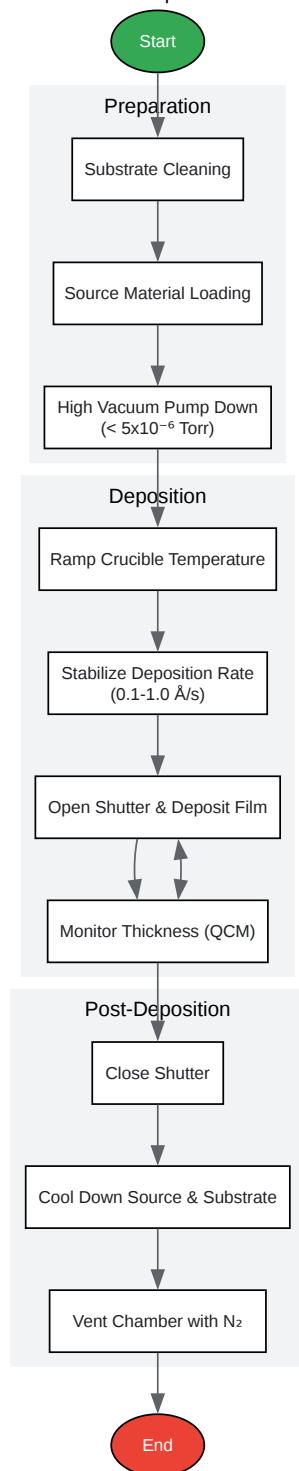 Start
Preparation
Substrate Cleaning
Source Material Loading
High Vacuum Pump Down
(< 5x10⁻⁶ Torr)
Deposition
Ramp Crucible Temperature
Stabilize Deposition Rate
(0.1-1.0 Å/s)
Open Shutter & Deposit Film
Monitor Thickness (QCM)
Post-Deposition
Close Shutter
Cool Down Source & Substrate
Vent Chamber with N₂
End